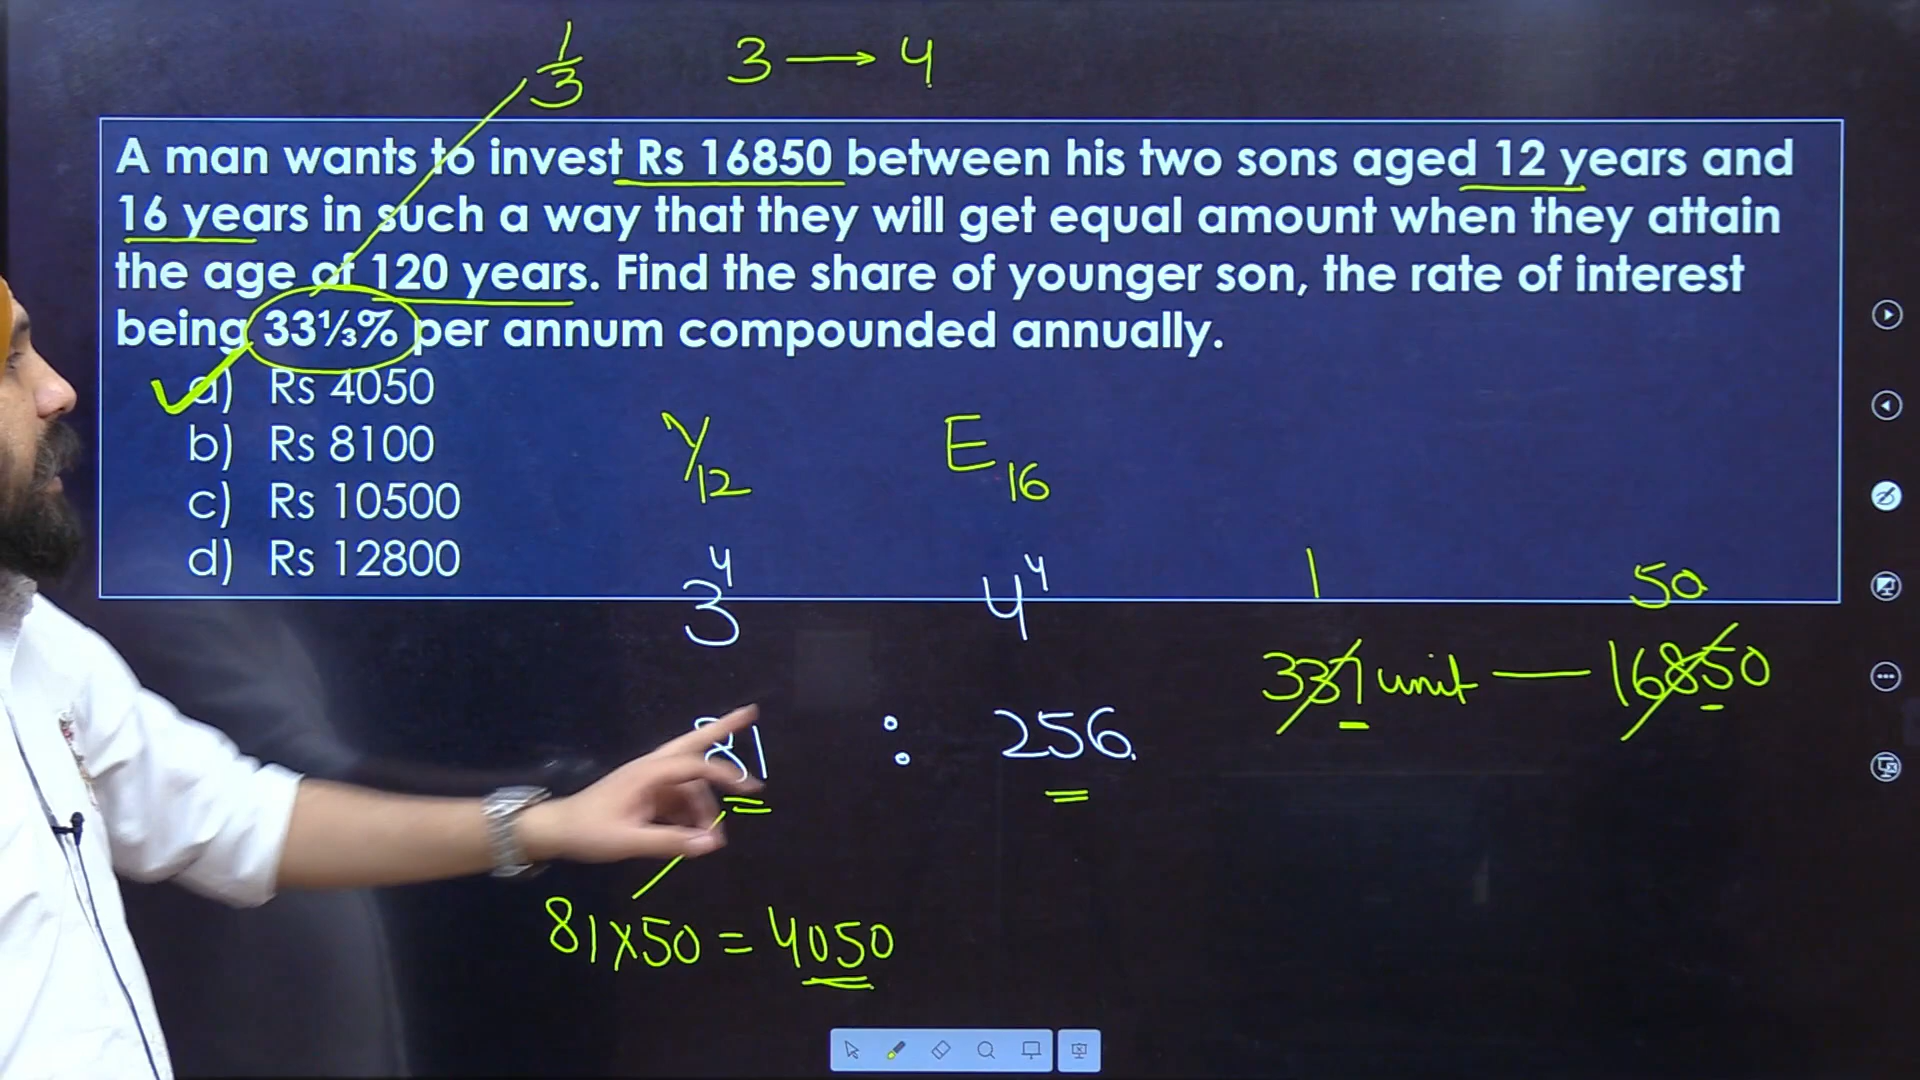 1/3
3 → 4
A man wants to invest Rs 16850 between his two sons aged 12 years and
16 years in such a way that they will get equal amount when they attain
the age of 120 years. Find the share of younger son, the rate of interest
being 33⅓% per annum compounded annually.
a) Rs 4050
b) Rs 8100
c) Rs 10500
d) Rs 12800
Y12 E16
3⁴ 4⁴
1 50
337 unit — 16850
81 : 256
81×50 = 4050